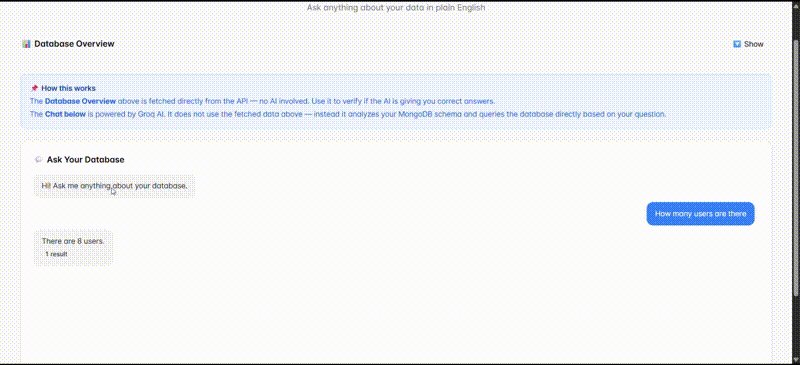 Ask anything about your data in plain English
Database Overview
Show
How this works
The Database Overview above is fetched directly from the API — no AI involved. Use it to verify if the AI is giving you correct answers.
The Chat below is powered by Groq AI. It does not use the fetched data above — instead it analyzes your MongoDB schema and queries the database directly based on your question.
Ask Your Database
Hi! Ask me anything about your database.
How many users are there
There are 8 users.
1 result